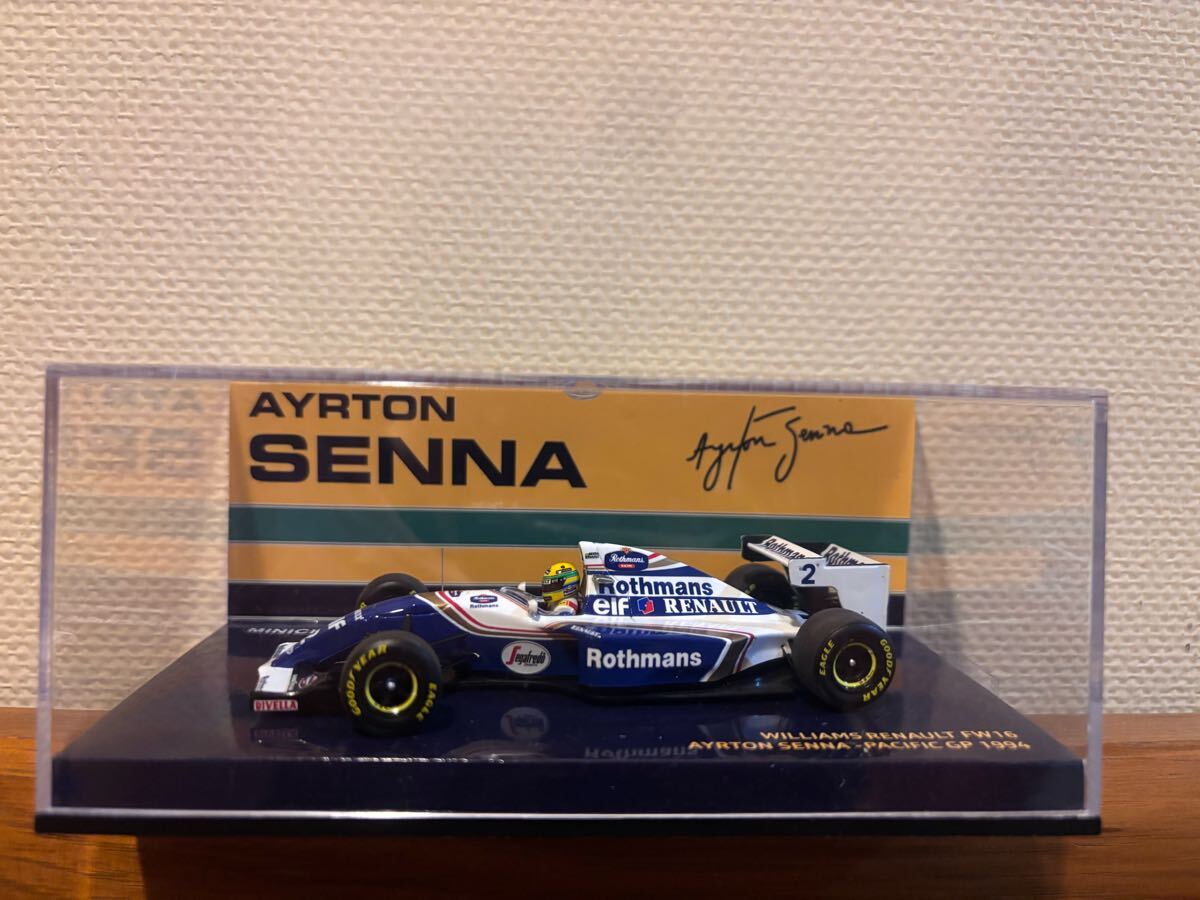 AYRTON
SENNA
Ayrton Senna
Rothmans
Rothmans
2
Rothmans
Rothmans
elf RENAULT
Rothmans
Segafredo
Rothmans
GOODYEAR
EAGLE
EAGLE
GOODYEAR
DIVELLA
WILLIAMS RENAULT FW16
AYRTON SENNA - PACIFIC GP 1994